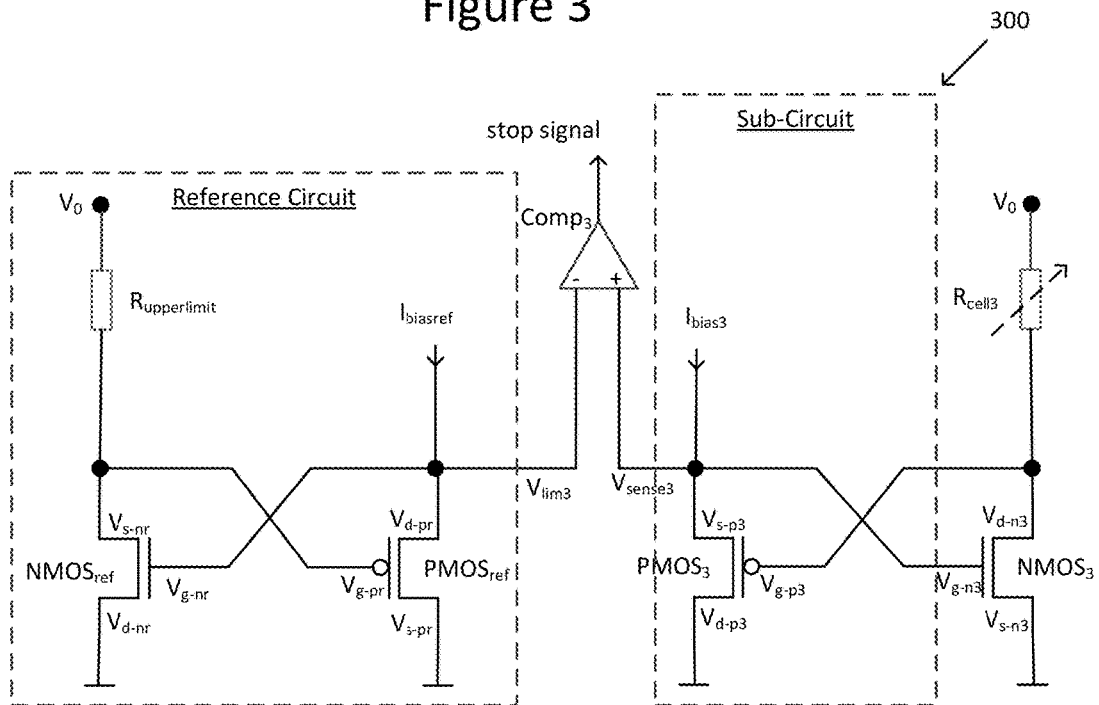 Figure 3
300
stop signal
Sub-Circuit
Reference Circuit
V0
Comp3
V0
- +
Rupperlimit
Ibiasref
Ibias3
Rcell3
Vlim3
Vsense3
Vs-nr
Vd-pr
Vs-p3
Vd-n3
NMOSref
Vg-nr
Vg-pr
PMOSref
PMOS3
Vg-p3
Vg-n3
NMOS3
Vd-nr
Vs-pr
Vd-p3
Vs-n3